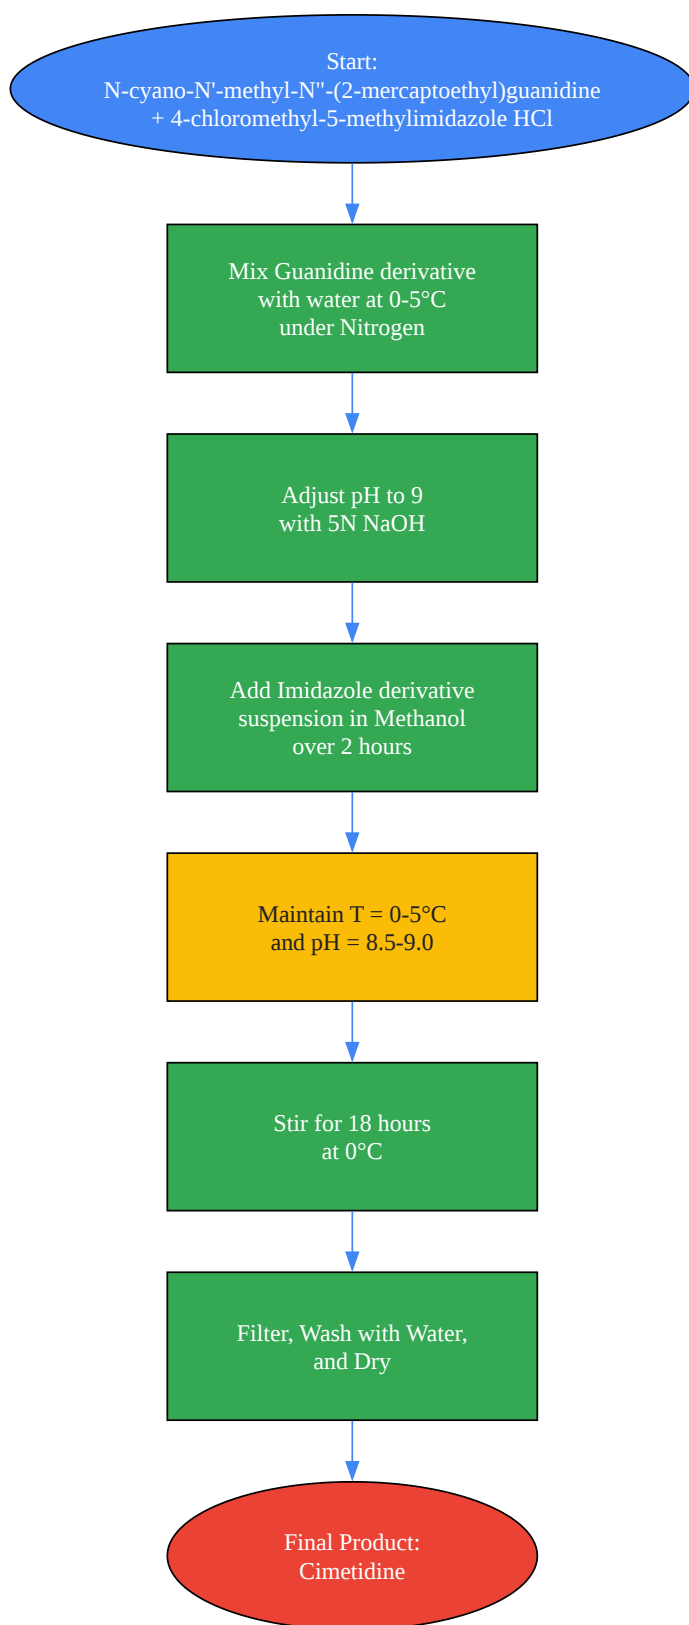 Start:
N-cyano-N'-methyl-N''-(2-mercaptoethyl)guanidine
+ 4-chloromethyl-5-methylimidazole HCl
Mix Guanidine derivative
with water at 0-5°C
under Nitrogen
Adjust pH to 9
with 5N NaOH
Add Imidazole derivative
suspension in Methanol
over 2 hours
Maintain T = 0-5°C
and pH = 8.5-9.0
Stir for 18 hours
at 0°C
Filter, Wash with Water,
and Dry
Final Product:
Cimetidine